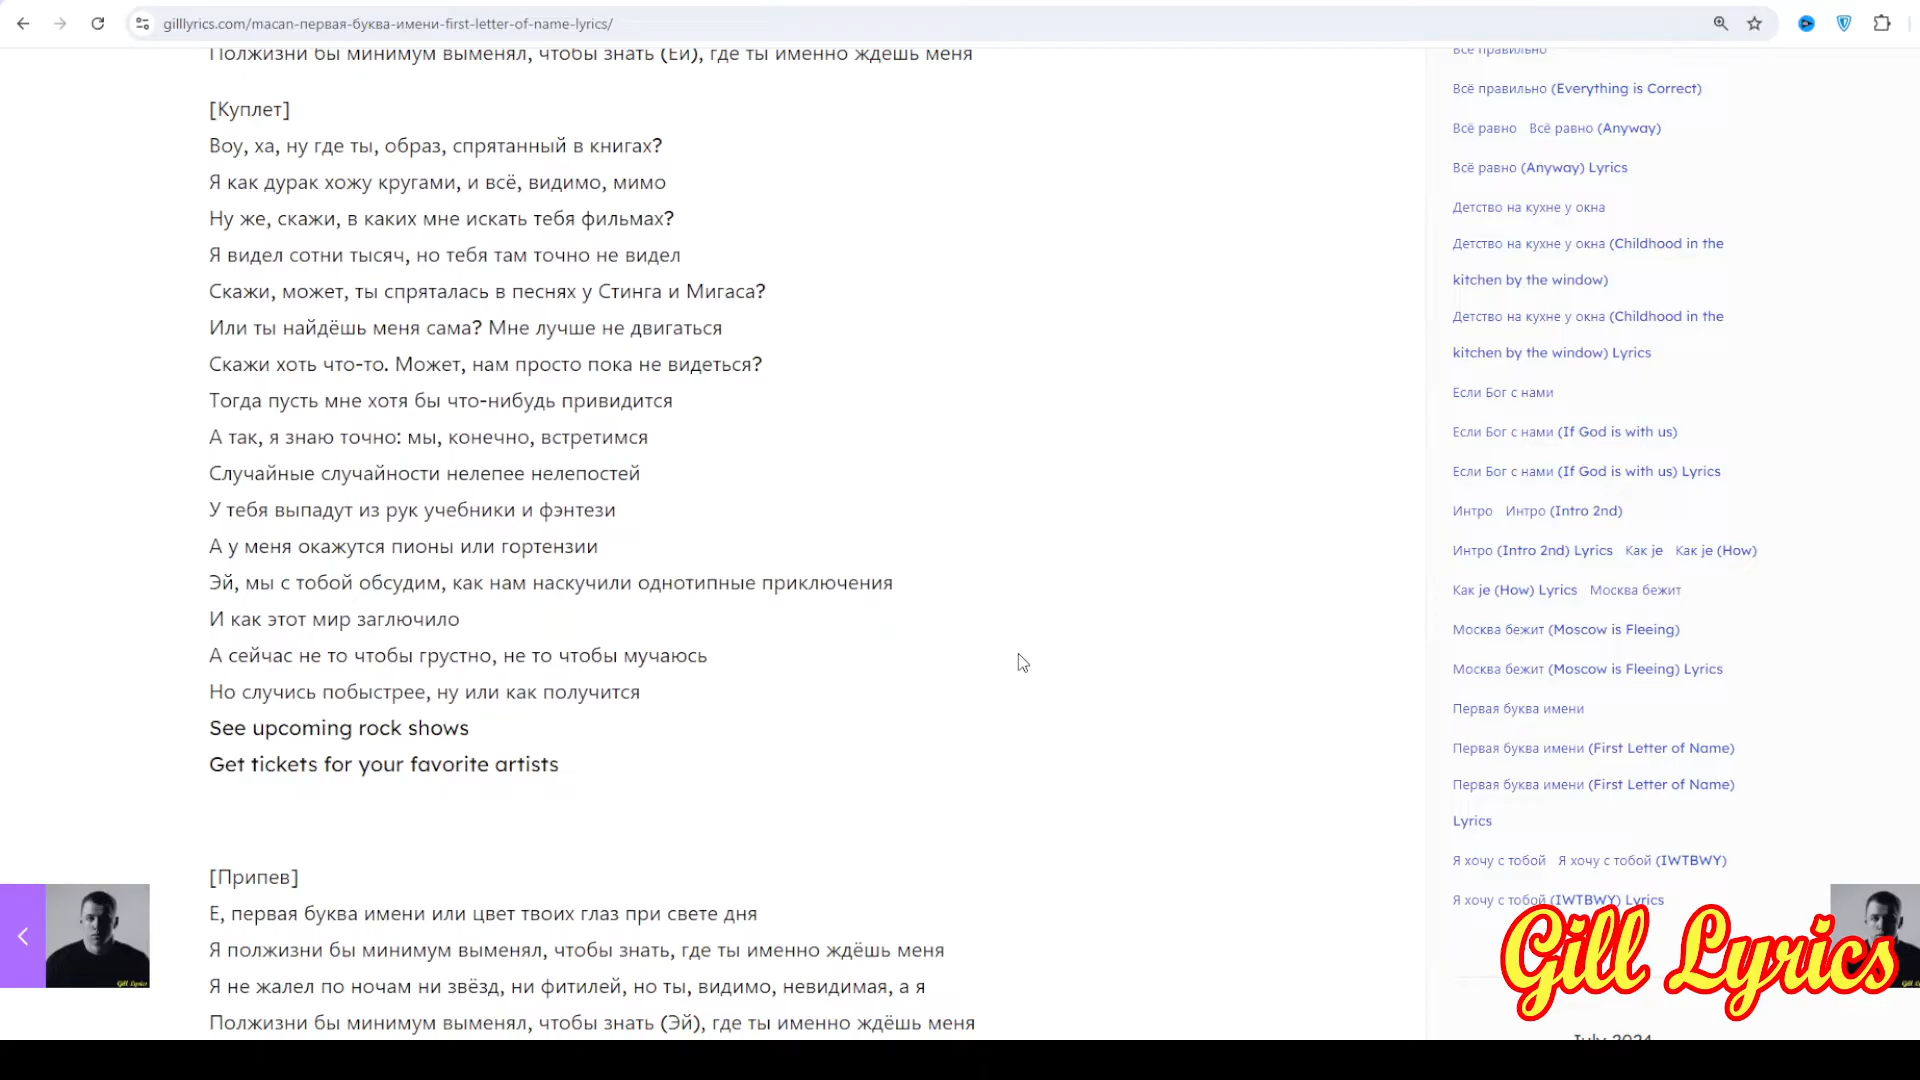 gilllyrics.com/macan-первая-буква-имени-first-letter-of-name-lyrics/
Полжизни бы минимум выменял, чтобы знать (Ей), где ты именно ждёшь меня
[Куплет]
Воу, ха, ну где ты, образ, спрятанный в книгах?
Я как дурак хожу кругами, и всё, видимо, мимо
Ну же, скажи, в каких мне искать тебя фильмах?
Я видел сотни тысяч, но тебя там точно не видел
Скажи, может, ты спряталась в песнях у Стинга и Мигаса?
Или ты найдёшь меня сама? Мне лучше не двигаться
Скажи хоть что-то. Может, нам просто пока не видеться?
Тогда пусть мне хотя бы что-нибудь привидится
А так, я знаю точно: мы, конечно, встретимся
Случайные случайности нелепее нелепостей
У тебя выпадут из рук учебники и фэнтези
А у меня окажутся пионы или гортензии
Эй, мы с тобой обсудим, как нам наскучили однотипные приключения
И как этот мир заглючило
А сейчас не то чтобы грустно, не то чтобы мучаюсь
Но случись побыстрее, ну или как получится
See upcoming rock shows
Get tickets for your favorite artists
[Припев]
Е, первая буква имени или цвет твоих глаз при свете дня
Я полжизни бы минимум выменял, чтобы знать, где ты именно ждёшь меня
Я не жалел по ночам ни звёзд, ни фитилей, но ты, видимо, невидимая, а я
Полжизни бы минимум выменял, чтобы знать (Эй), где ты именно ждёшь меня
Всё правильно
Всё правильно (Everything is Correct)
Всё равно Всё равно (Anyway)
Всё равно (Anyway) Lyrics
Детство на кухне у окна
Детство на кухне у окна (Childhood in the
kitchen by the window)
Детство на кухне у окна (Childhood in the
kitchen by the window) Lyrics
Если Бог с нами
Если Бог с нами (If God is with us)
Если Бог с нами (If God is with us) Lyrics
Интро Интро (Intro 2nd)
Интро (Intro 2nd) Lyrics Как je Как je (How)
Как je (How) Lyrics Москва бежит
Москва бежит (Moscow is Fleeing)
Москва бежит (Moscow is Fleeing) Lyrics
Первая буква имени
Первая буква имени (First Letter of Name)
Первая буква имени (First Letter of Name)
Lyrics
Я хочу с тобой Я хочу с тобой (IWTBWY)
Я хочу с тобой (IWTBWY) Lyrics
Gill Lyrics
Gill Lyrics
July 2024